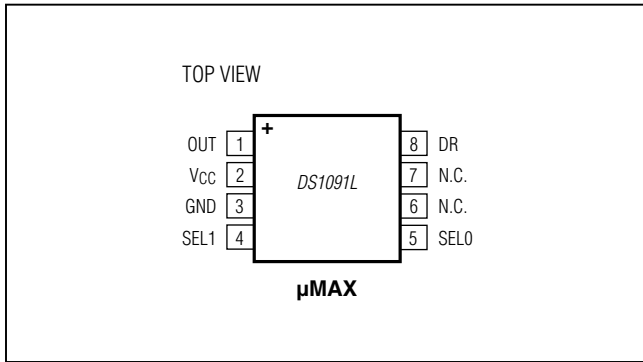 TOP VIEW
+
OUT 1 8 DR
VCC 2 DS1091L 7 N.C.
GND 3 6 N.C.
SEL1 4 5 SEL0
µMAX